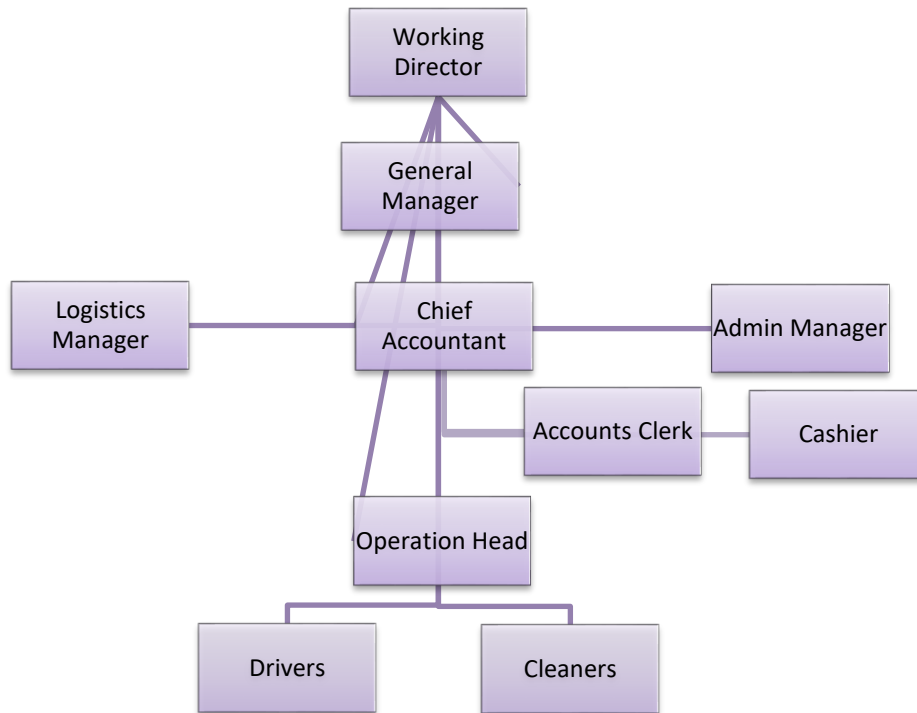 Working
Director
General
Manager
Logistics
Manager
Chief
Accountant
Admin Manager
Accounts Clerk
Cashier
Operation Head
Drivers
Cleaners